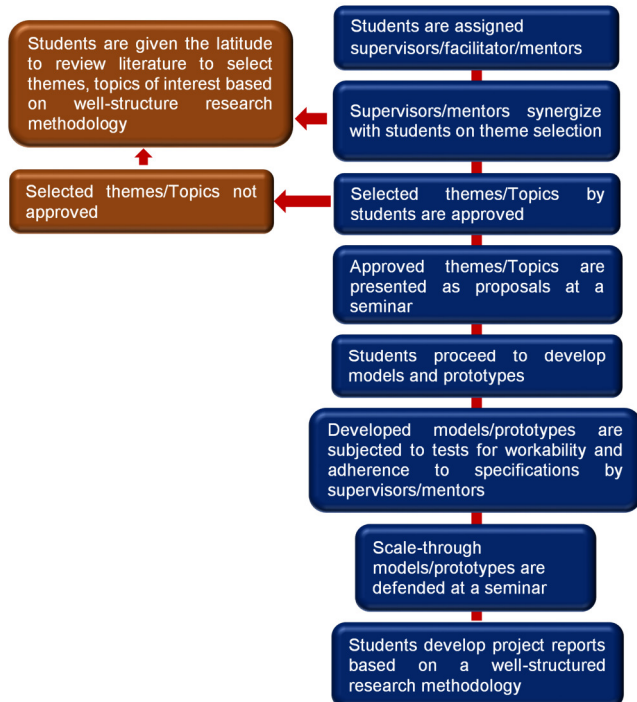 Students are assigned
supervisors/facilitator/mentors
Students are given the latitude
to review literature to select
themes, topics of interest based
on well-structure research
methodology
Supervisors/mentors synergize
with students on theme selection
Selected themes/Topics not
approved
Selected themes/Topics by
students are approved
Approved themes/Topics are
presented as proposals at a
seminar
Students proceed to develop
models and prototypes
Developed models/prototypes are
subjected to tests for workability and
adherence to specifications by
supervisors/mentors
Scale-through
models/prototypes are
defended at a seminar
Students develop project reports
based on a well-structured
research methodology